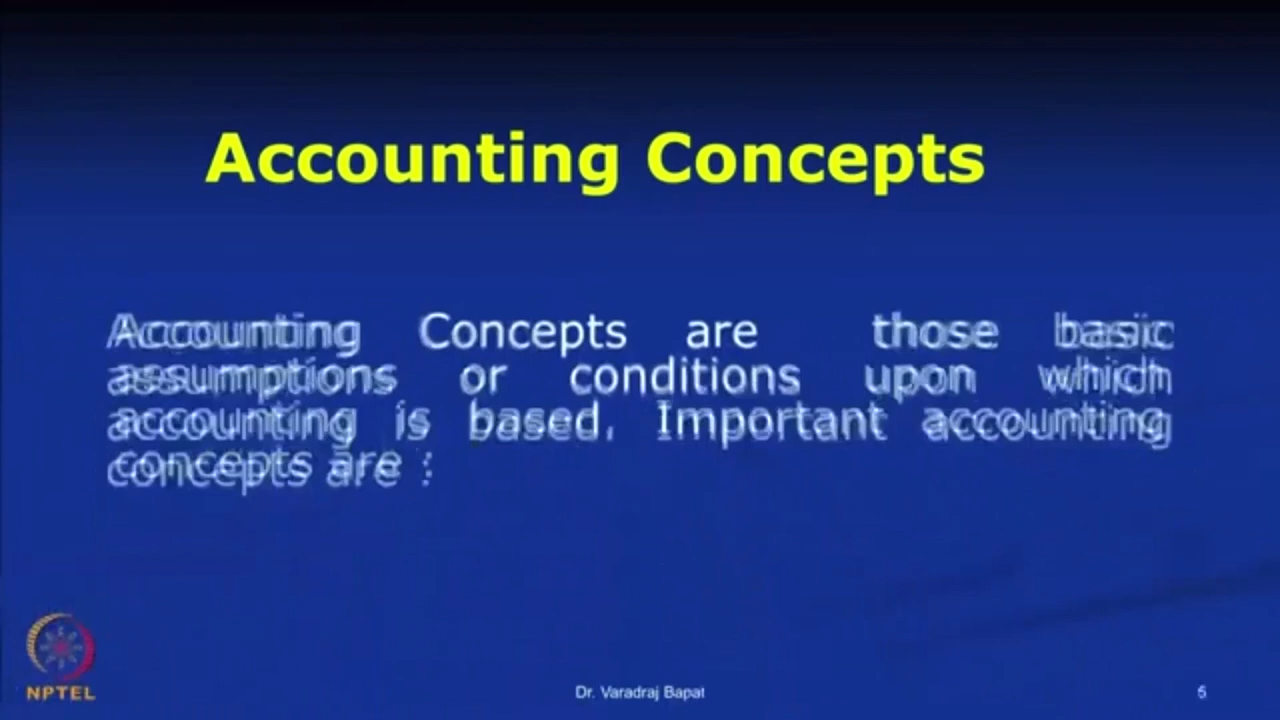 Accounting Concepts
Accounting Concepts are those basic
assumptions or conditions upon which
accounting is based. Important accounting
concepts are :
NPTEL
Dr. Varadraj Bapat
5